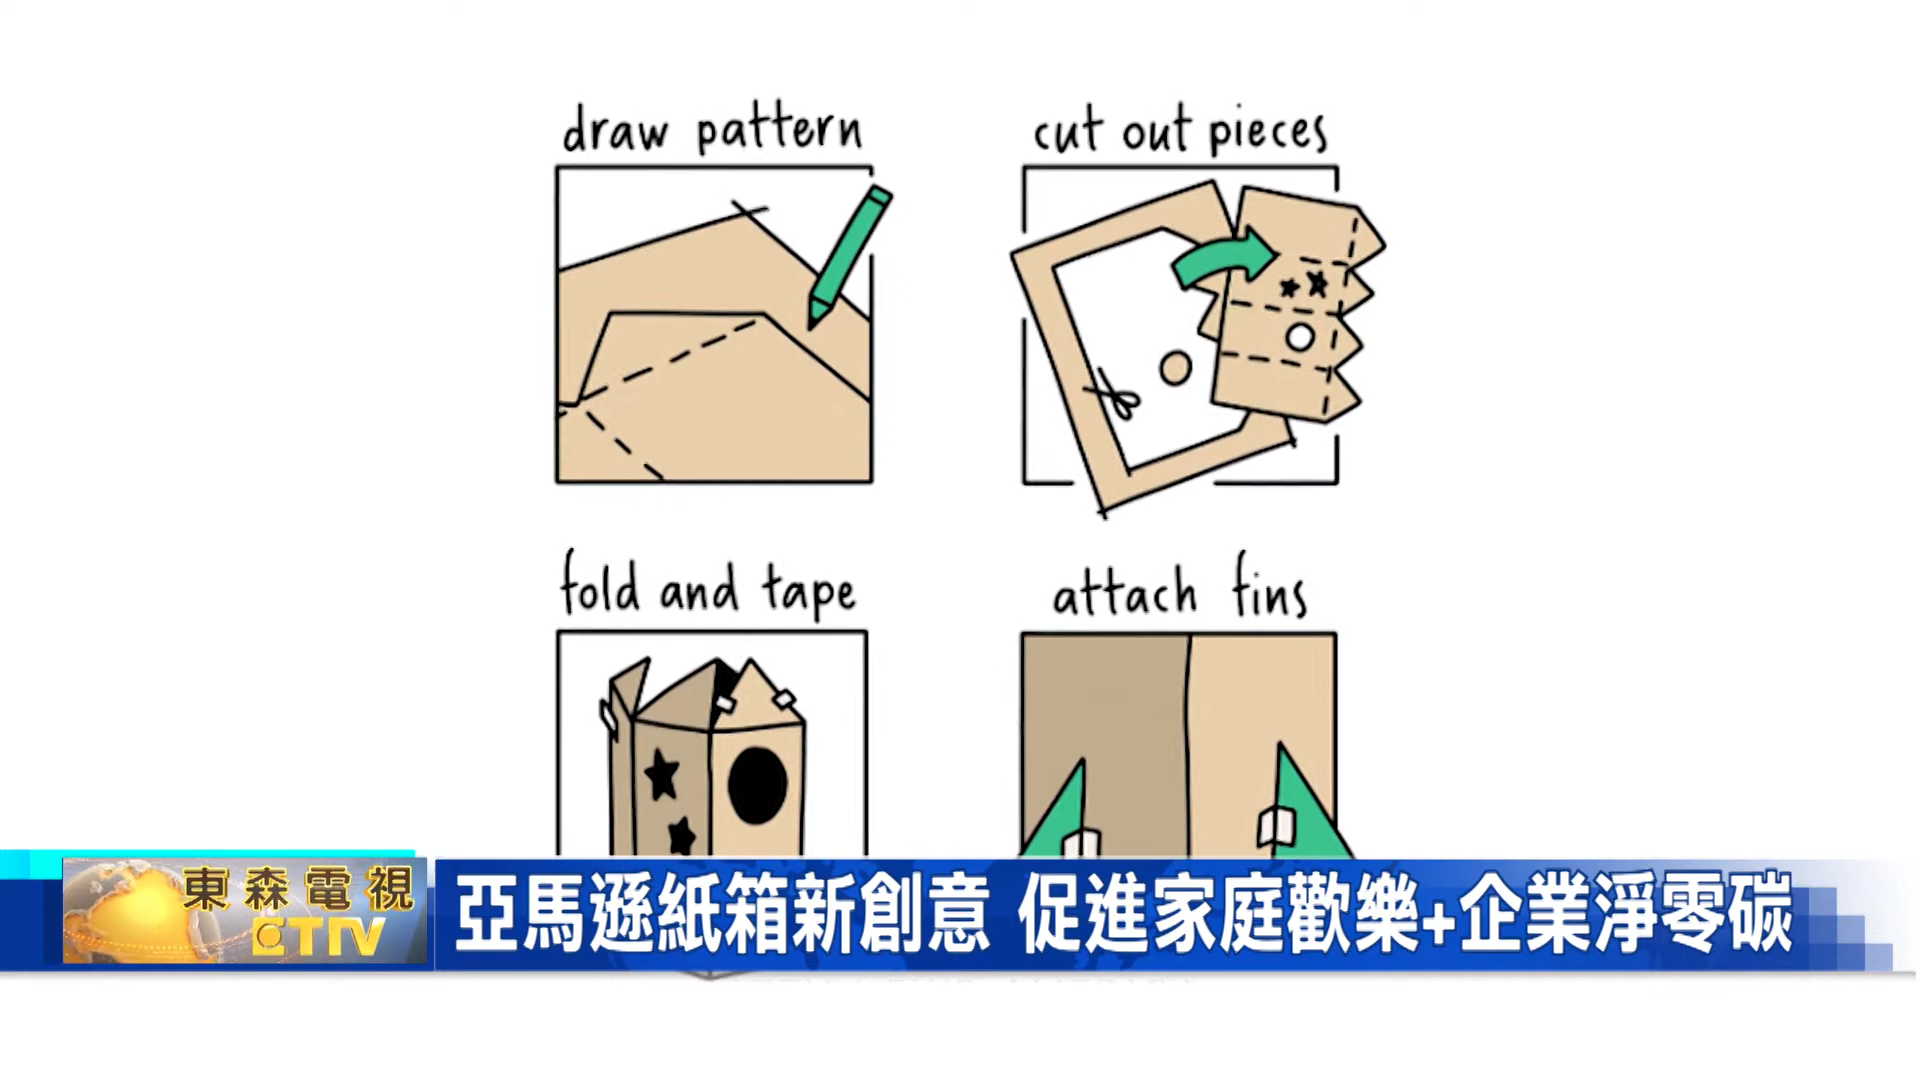 draw pattern
cut out pieces
fold and tape
attach fins
東森電視
ETTV
亞馬遜紙箱新創意 促進家庭歡樂+企業淨零碳